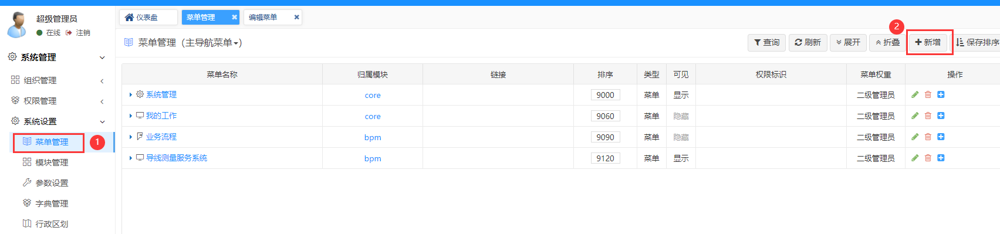 超级管理员
在线 注销
系统管理
组织管理
权限管理
系统设置
菜单管理 1
模块管理
参数设置
字典管理
行政区划
仪表盘 菜单管理 编辑菜单
菜单管理（主导航菜单）
查询 刷新 展开 折叠 2 新增 保存排序
菜单名称 归属模块 链接 排序 类型 可见 权限标识 菜单权重 操作
系统管理 core 9000 菜单 显示 二级管理员
我的工作 core 9060 菜单 隐藏 二级管理员
业务流程 bpm 9090 菜单 隐藏 二级管理员
导线测量服务系统 bpm 9120 菜单 显示 二级管理员